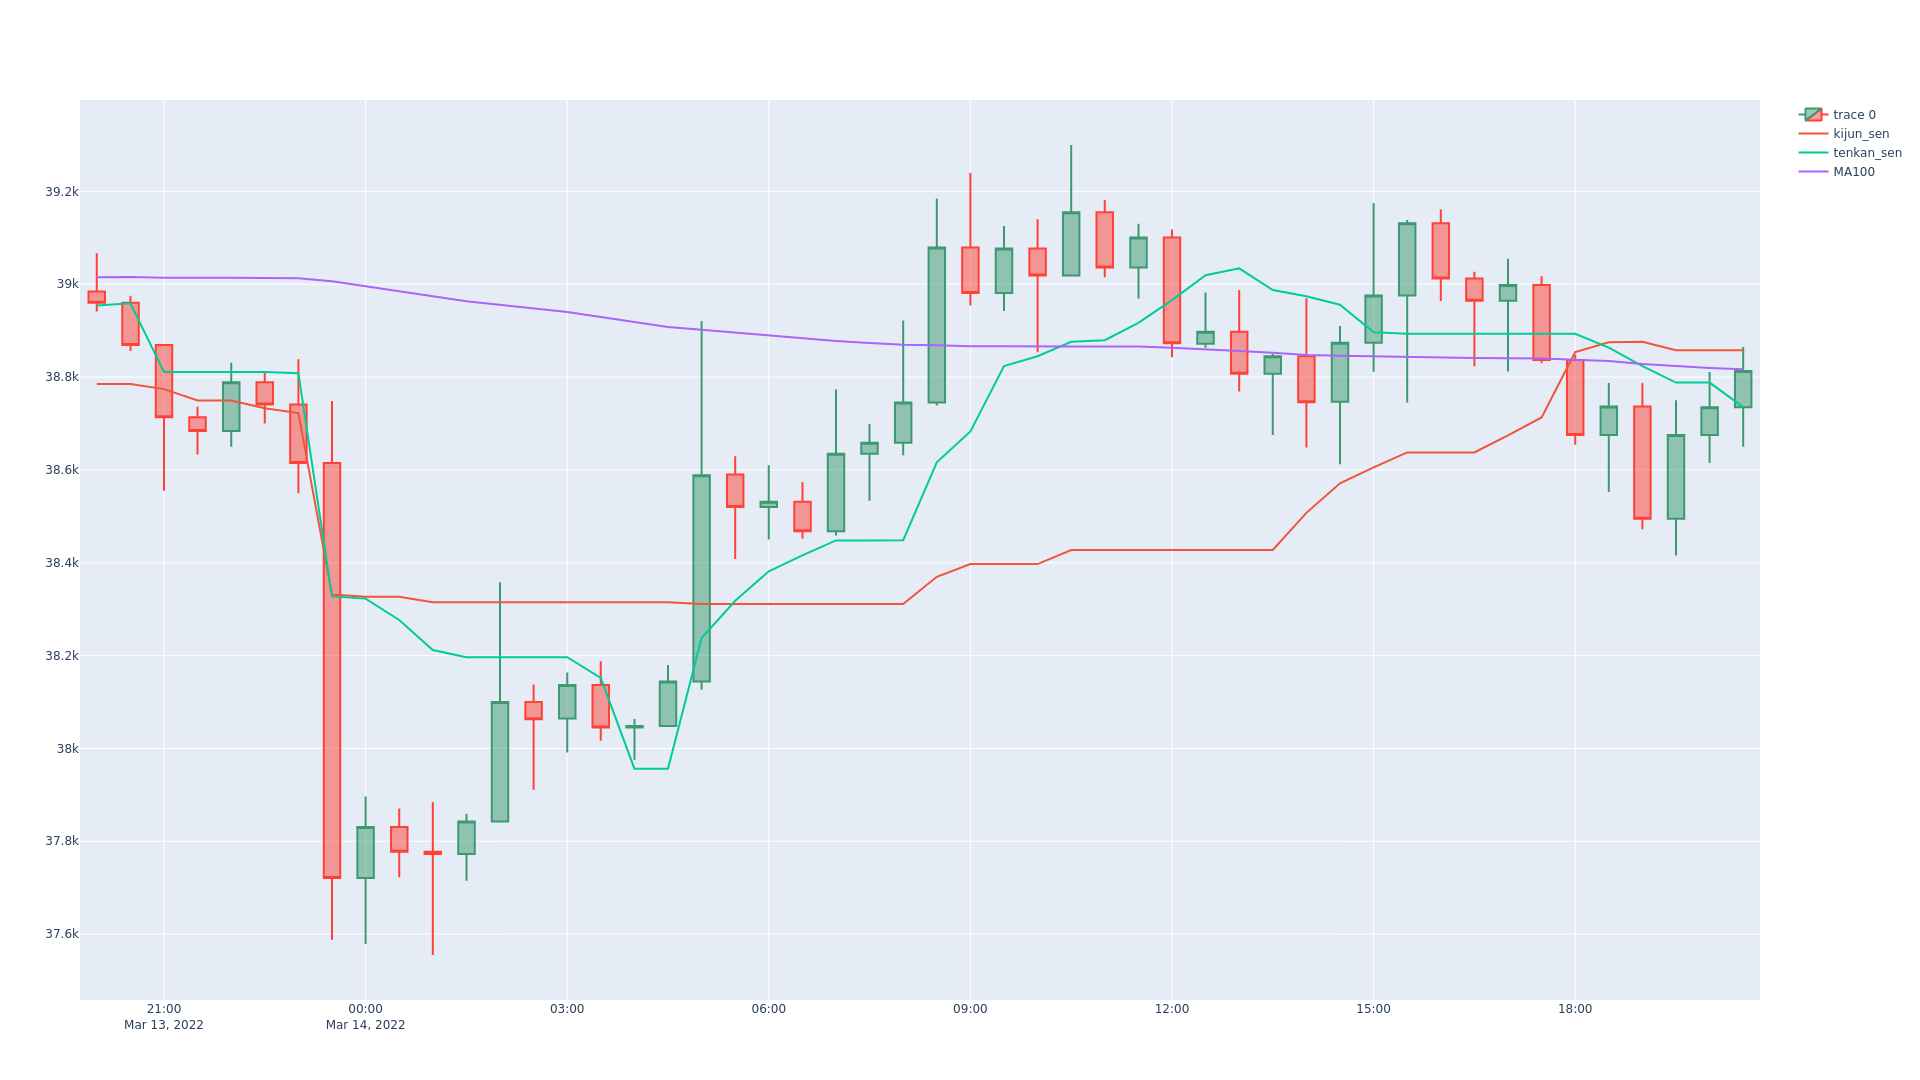 trace 0
kijun_sen
tenkan_sen
MA100
39.2k
39k
38.8k
38.6k
38.4k
38.2k
38k
37.8k
37.6k
21:00 00:00 03:00 06:00 09:00 12:00 15:00 18:00
Mar 13, 2022 Mar 14, 2022